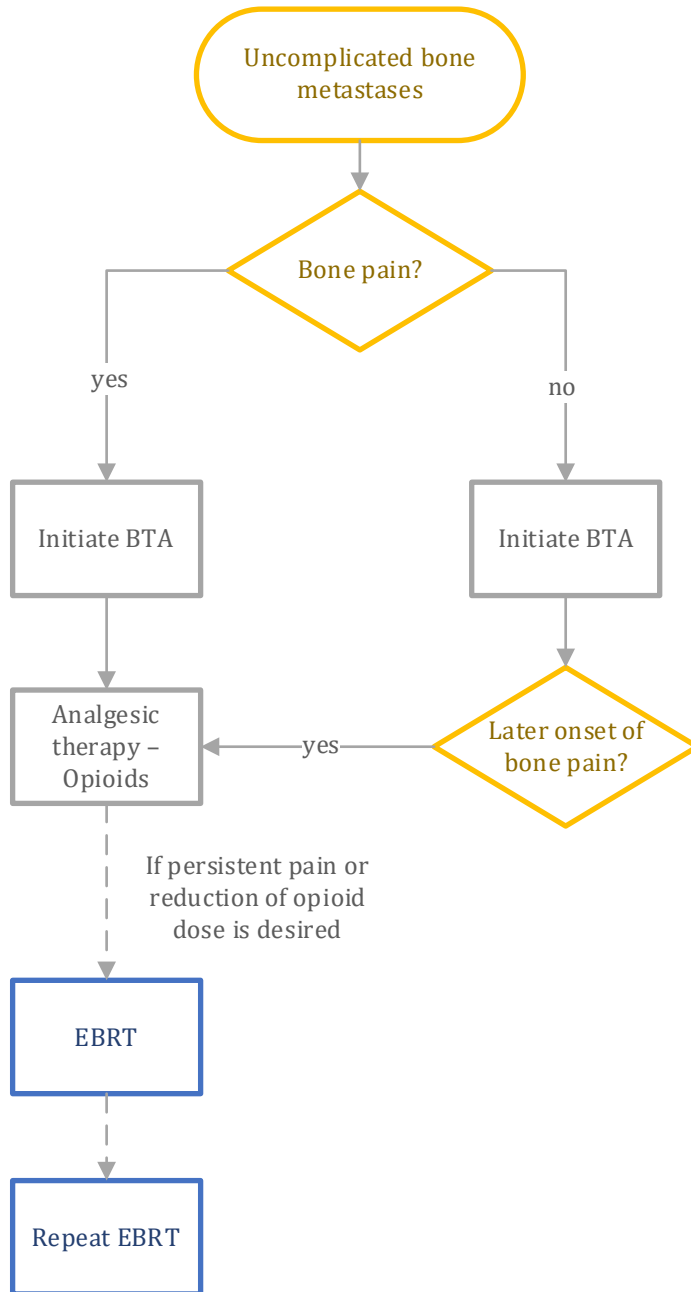 Uncomplicated bone
metastases
Bone pain?
yes
no
Initiate BTA
Initiate BTA
Analgesic
therapy –
Opioids
yes
Later onset of
bone pain?
If persistent pain or
reduction of opioid
dose is desired
EBRT
Repeat EBRT